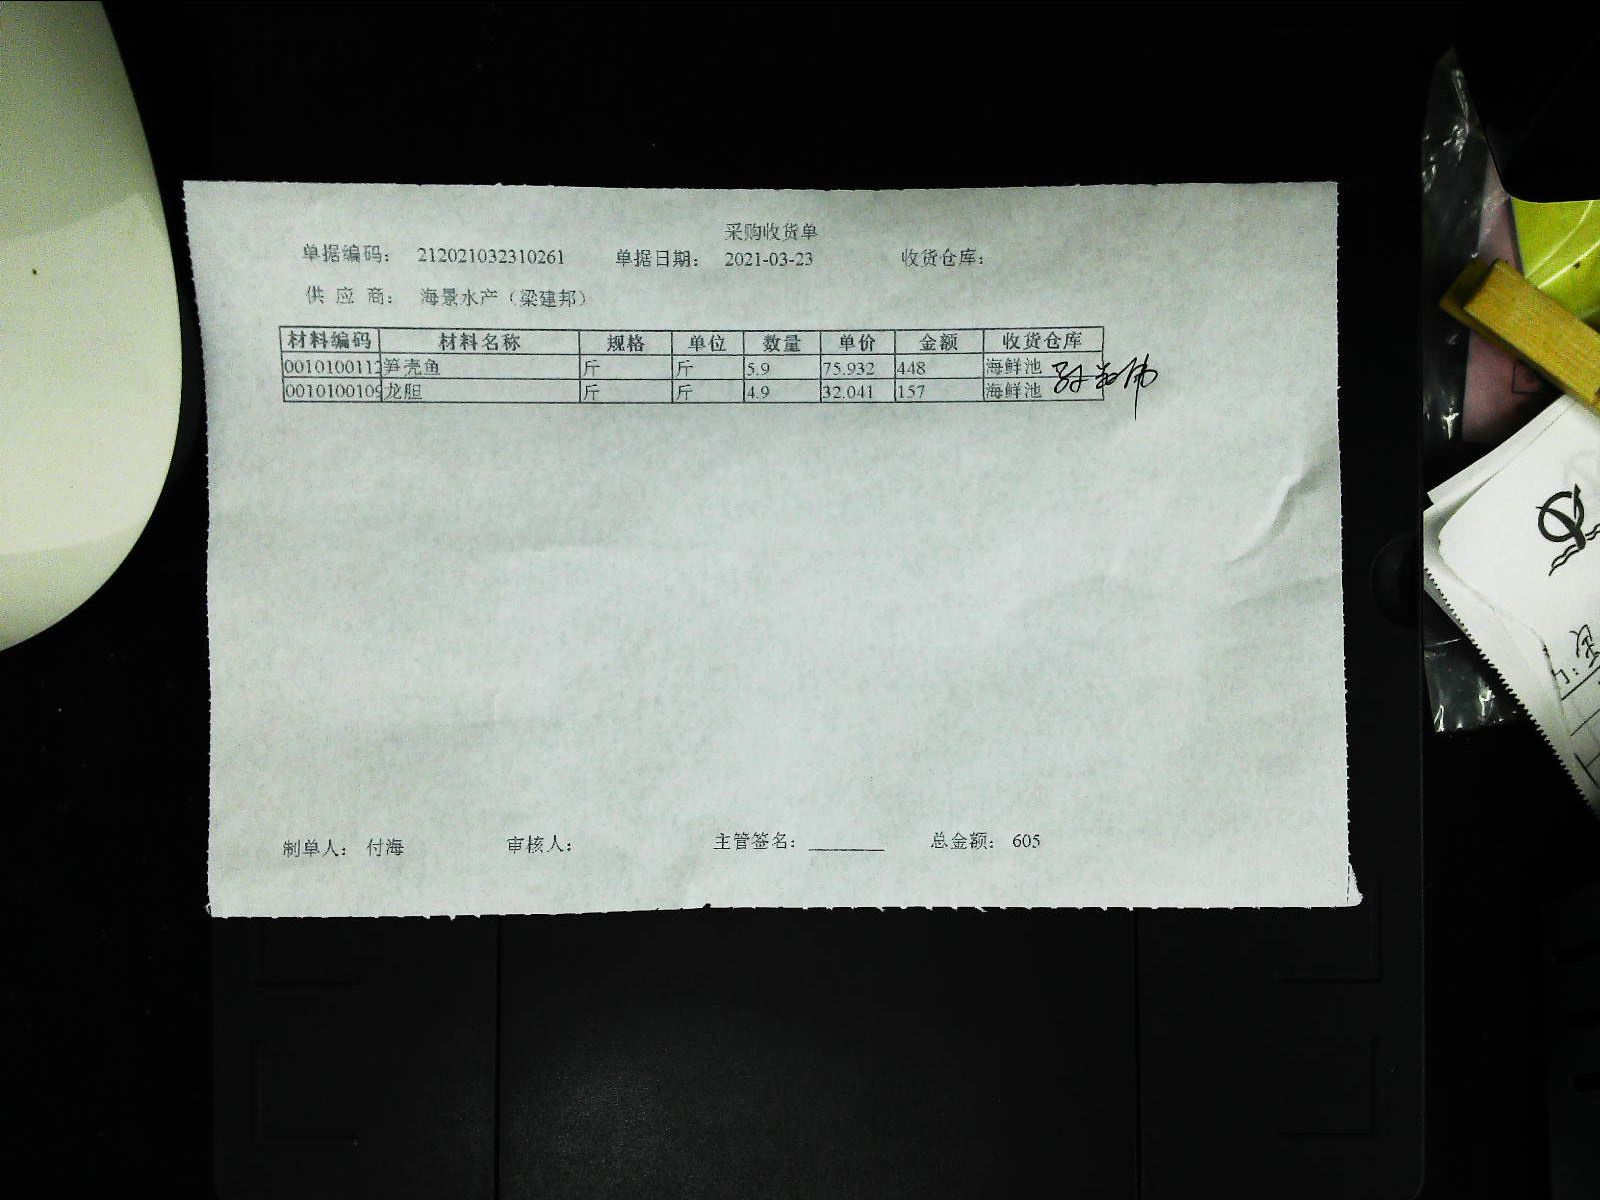 采购收货单
单据编码: 212021032310261 单据日期: 2021-03-23 收货仓库:
供 应 商: 海景水产（梁建邦）
材料编码 材料名称 规格 单位 数量 单价 金额 收货仓库
0010100112 笋壳鱼 斤 斤 5.9 75.932 448 海鲜池
0010100109 龙胆 斤 斤 4.9 32.041 157 海鲜池
制单人: 付海 审核人: 主管签名: ________ 总金额: 605